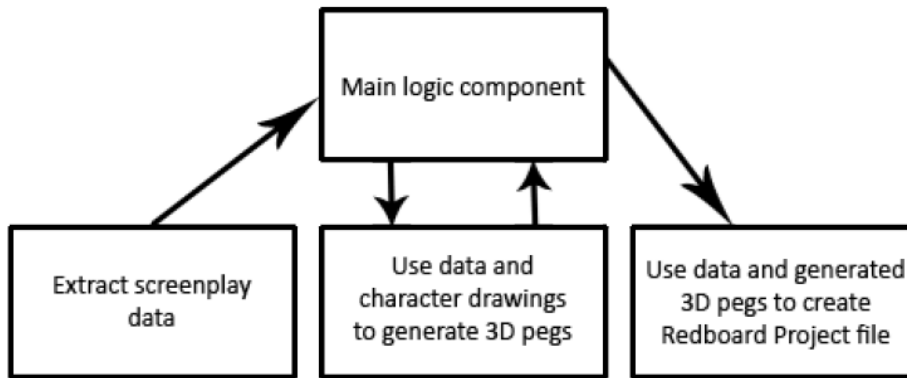 Main logic component
Extract screenplay
data
Use data and
character drawings
to generate 3D pegs
Use data and generated
3D pegs to create
Redboard Project file